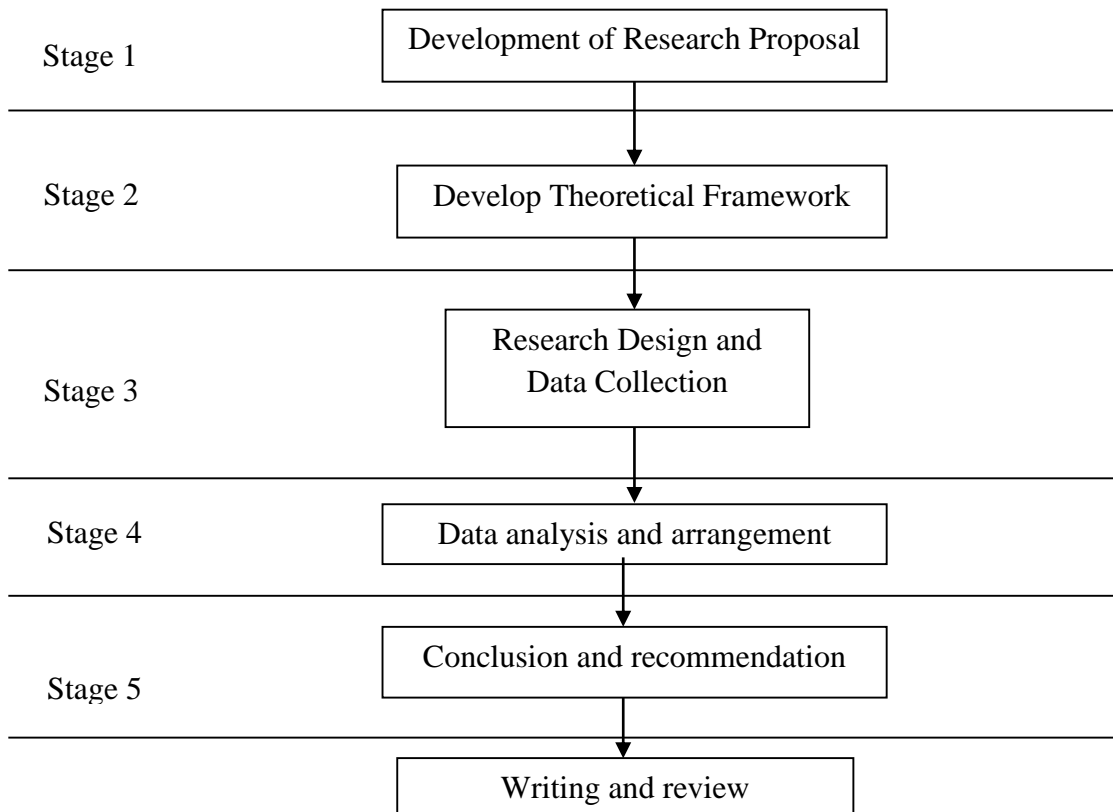 Stage 1
Development of Research Proposal
Stage 2
Develop Theoretical Framework
Stage 3
Research Design and
Data Collection
Stage 4
Data analysis and arrangement
Stage 5
Conclusion and recommendation
Writing and review